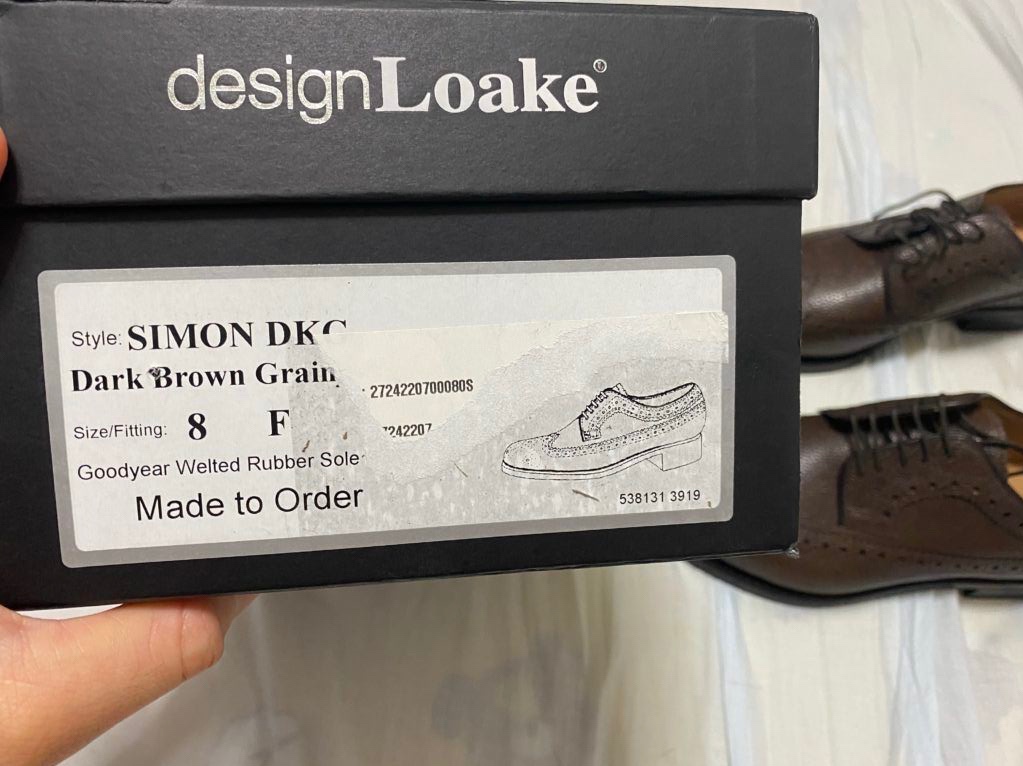 designLoake
Style: SIMON DKG
Dark Brown Grain
2724220700080S
Size/Fitting: 8 F
7242207
Goodyear Welted Rubber Sole
Made to Order
538131 3919